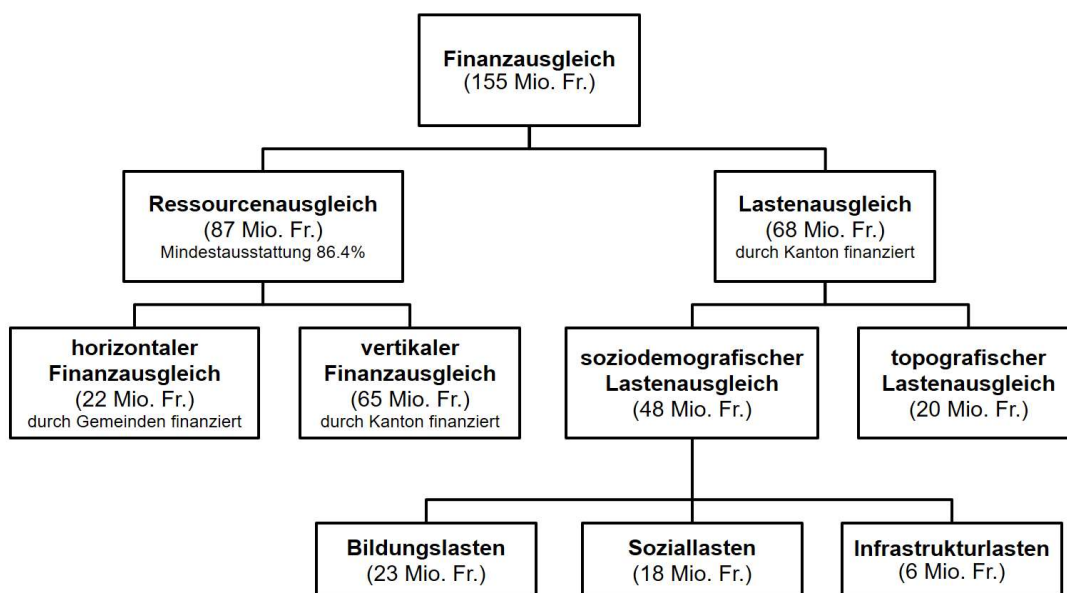 Finanzausgleich
(155 Mio. Fr.)
Ressourcenausgleich
(87 Mio. Fr.)
Mindestausstattung 86.4%
Lastenausgleich
(68 Mio. Fr.)
durch Kanton finanziert
horizontaler
Finanzausgleich
(22 Mio. Fr.)
durch Gemeinden finanziert
vertikaler
Finanzausgleich
(65 Mio. Fr.)
durch Kanton finanziert
soziodemografischer
Lastenausgleich
(48 Mio. Fr.)
topografischer
Lastenausgleich
(20 Mio. Fr.)
Bildungslasten
(23 Mio. Fr.)
Soziallasten
(18 Mio. Fr.)
Infrastrukturlasten
(6 Mio. Fr.)